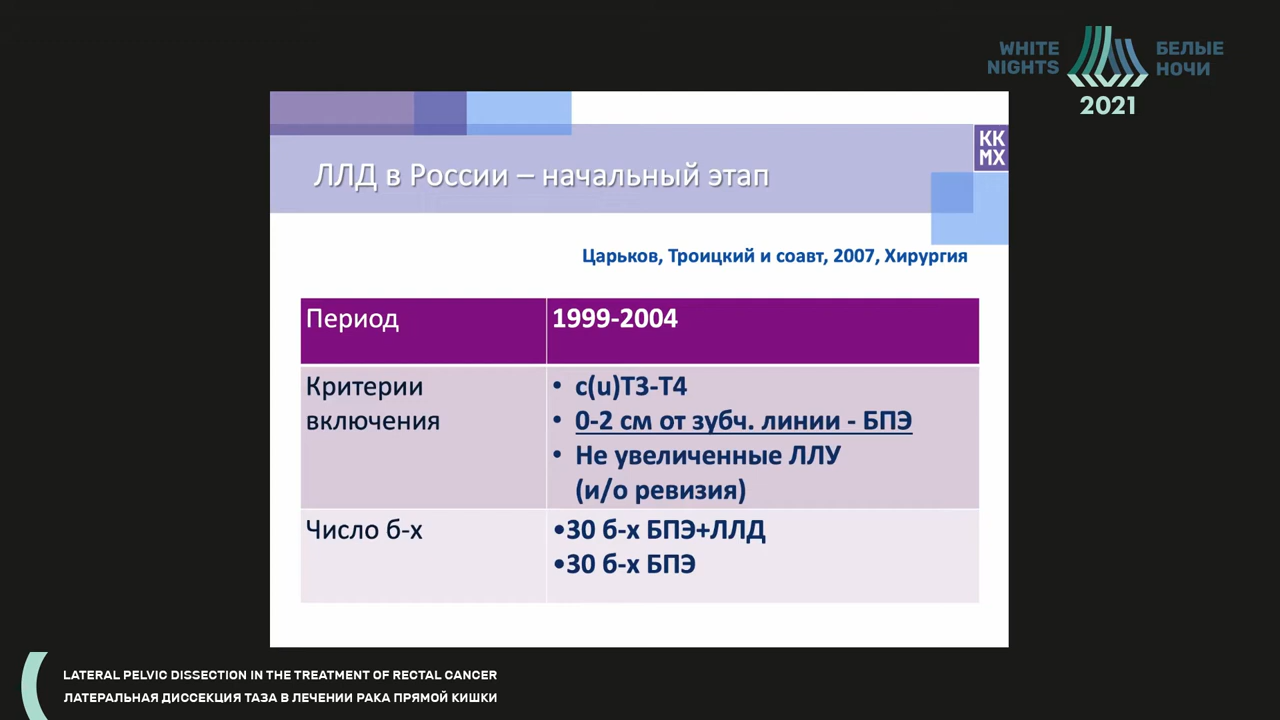 WHITE NIGHTS
БЕЛЫЕ НОЧИ
2021
КК
МХ
ЛЛД в России – начальный этап
Царьков, Троицкий и соавт, 2007, Хирургия
Период
1999-2004
Критерии
включения
• c(u)T3-T4
• 0-2 см от зубч. линии - БПЭ
• Не увеличенные ЛЛУ
(и/о ревизия)
Число б-х
•30 б-х БПЭ+ЛЛД
•30 б-х БПЭ
LATERAL PELVIC DISSECTION IN THE TREATMENT OF RECTAL CANCER
ЛАТЕРАЛЬНАЯ ДИССЕКЦИЯ ТАЗА В ЛЕЧЕНИИ РАКА ПРЯМОЙ КИШКИ